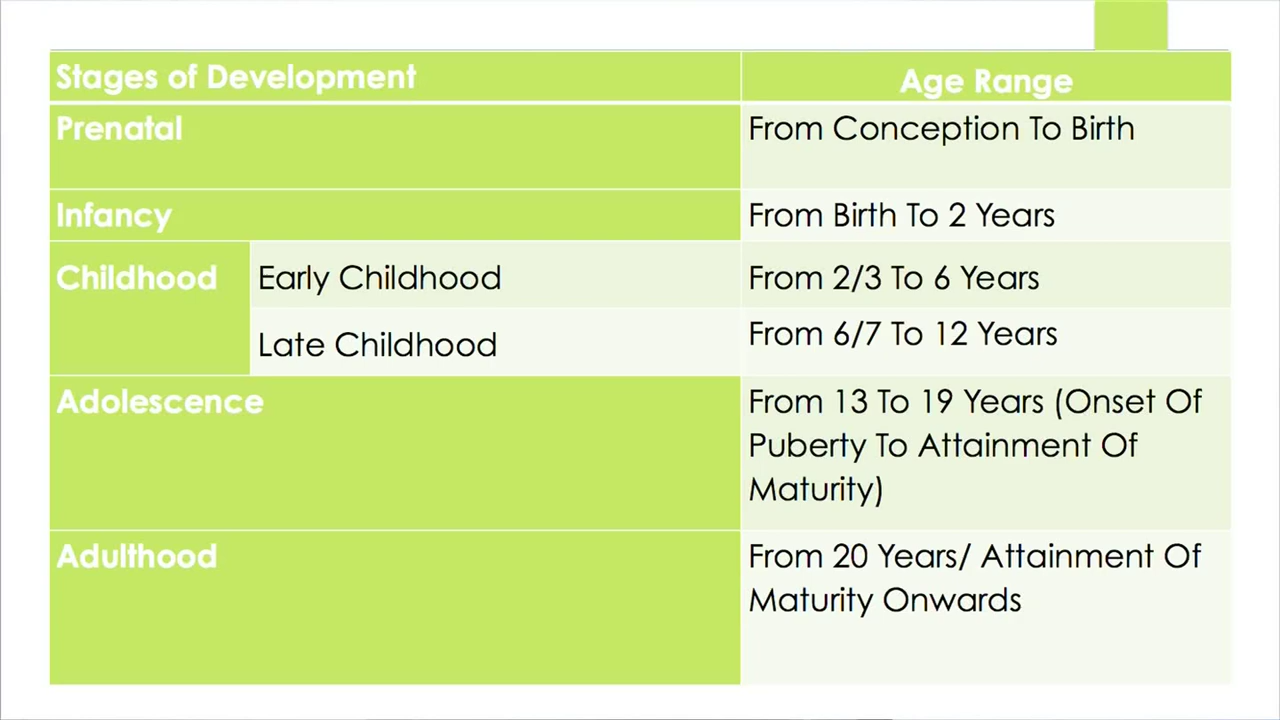 Stages of Development
Age Range
Prenatal
From Conception To Birth
Infancy
From Birth To 2 Years
Childhood
Early Childhood
From 2/3 To 6 Years
Late Childhood
From 6/7 To 12 Years
Adolescence
From 13 To 19 Years (Onset Of
Puberty To Attainment Of
Maturity)
Adulthood
From 20 Years/ Attainment Of
Maturity Onwards